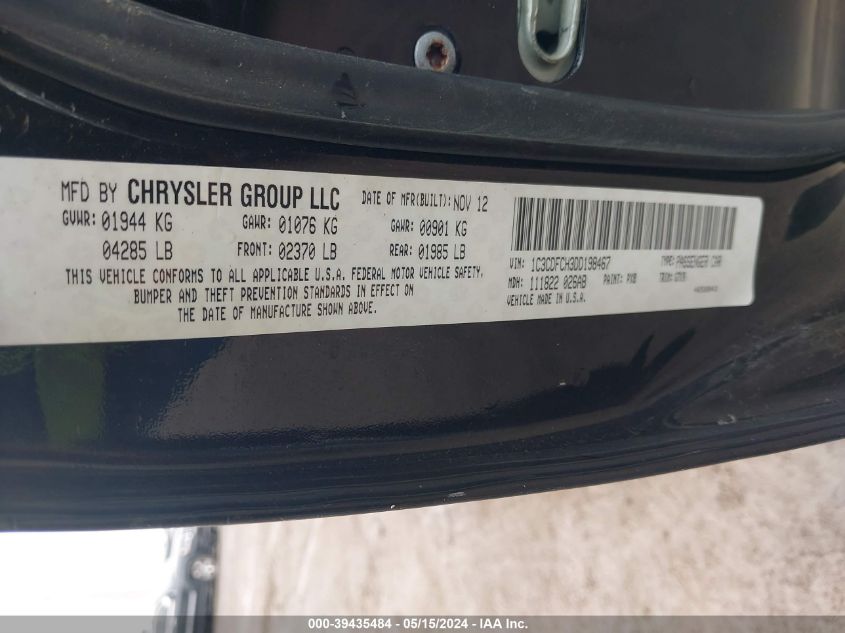 MFD BY CHRYSLER GROUP LLC DATE OF MFR(BUILT): NOV 12
GVWR: 01944 KG GAWR: 01076 KG GAWR: 00901 KG
04285 LB FRONT: 02370 LB REAR: 01985 LB
THIS VEHICLE CONFORMS TO ALL APPLICABLE U.S.A. FEDERAL MOTOR VEHICLE SAFETY,
BUMPER AND THEFT PREVENTION STANDARDS IN EFFECT ON
THE DATE OF MANUFACTURE SHOWN ABOVE.
VIN: 1C3CDFCH3DD198467 TYPE: PASSENGER CAR
MDH: 111822 026AB PAINT: PXB TRIM:
VEHICLE MADE IN U.S.A.
000-39435484 - 05/15/2024 - IAA Inc.